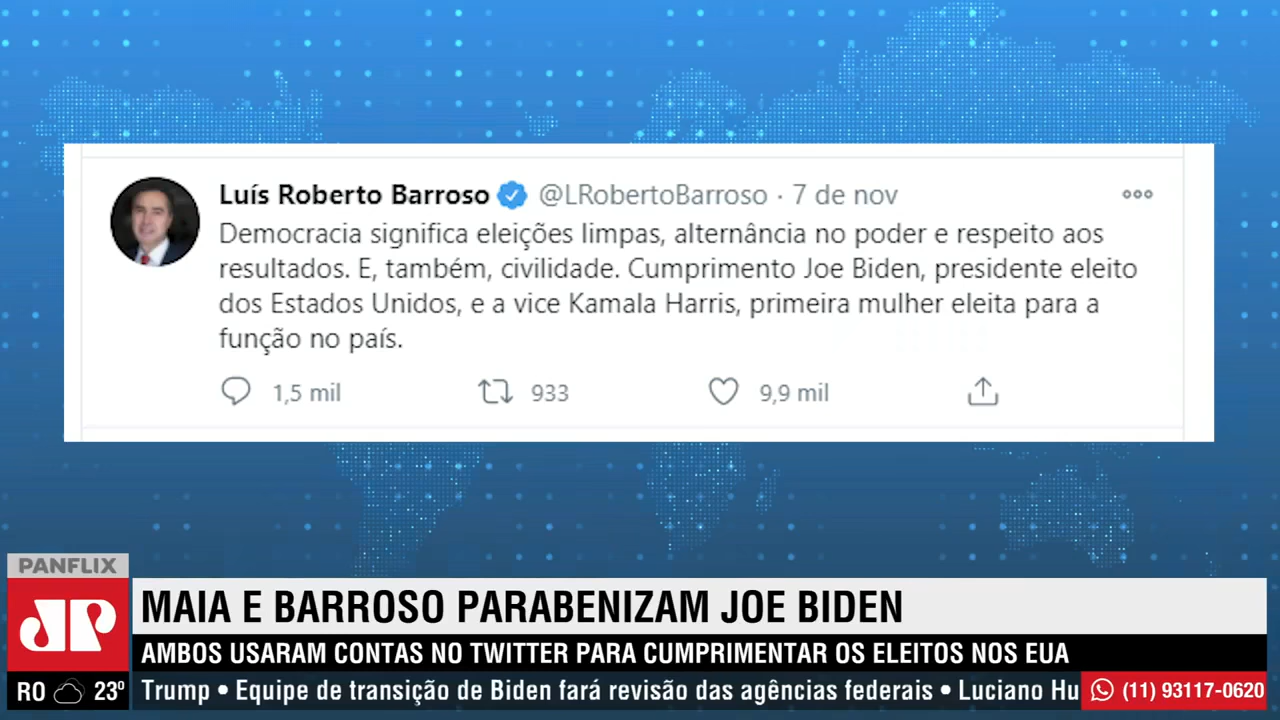 Luís Roberto Barroso @LRobertoBarroso · 7 de nov
Democracia significa eleições limpas, alternância no poder e respeito aos
resultados. E, também, civilidade. Cumprimento Joe Biden, presidente eleito
dos Estados Unidos, e a vice Kamala Harris, primeira mulher eleita para a
função no país.
1,5 mil 933 9,9 mil
PANFLIX
JP
MAIA E BARROSO PARABENIZAM JOE BIDEN
AMBOS USARAM CONTAS NO TWITTER PARA CUMPRIMENTAR OS ELEITOS NOS EUA
RO 23º Trump • Equipe de transição de Biden fará revisão das agências federais • Luciano Hu (11) 93117-0620